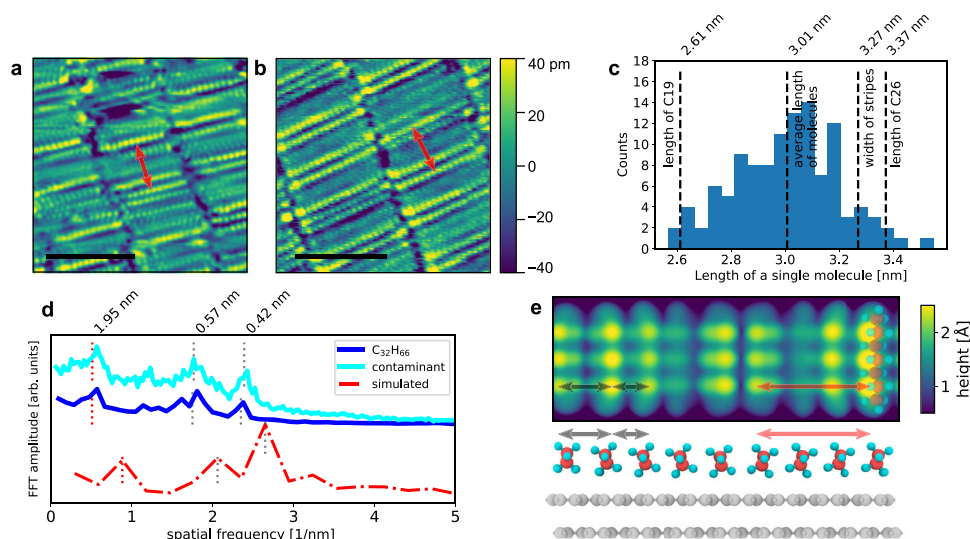 a
b
40 pm
20
0
−20
−40
c
2.61 nm
3.01 nm
3.27 nm
3.37 nm
Counts
18
16
14
12
10
8
6
4
2
0
length of C19
average length
of molecules
width of stripes
length of C26
2.6
2.8
3.0
3.2
3.4
Length of a single molecule [nm]
d
1.95 nm
0.57 nm
0.42 nm
C₃₂H₆₆
contaminant
simulated
FFT amplitude [arb. units]
0
1
2
3
4
5
spatial frequency [1/nm]
e
2
1
height [Å]